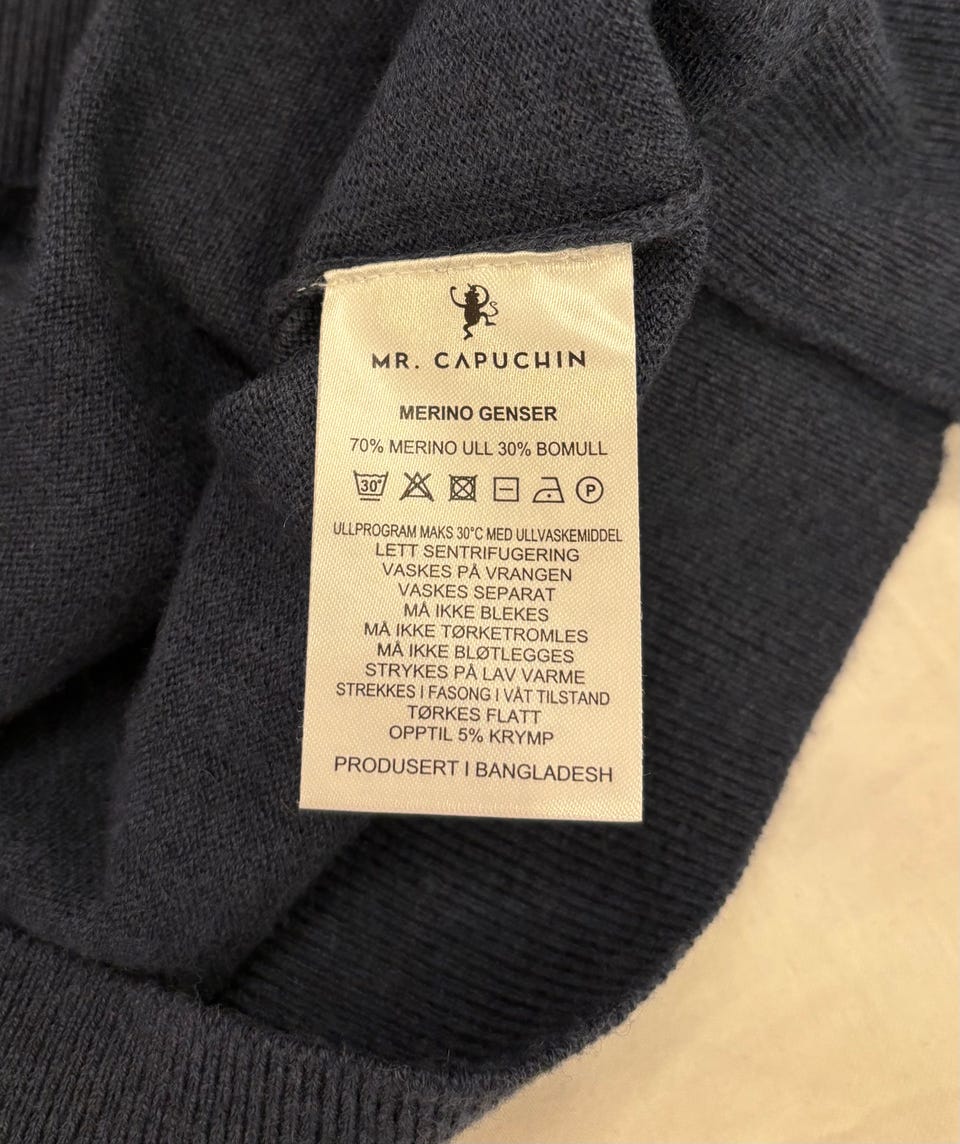 MR. CAPUCHIN
MERINO GENSER
70% MERINO ULL 30% BOMULL
30° P
ULLPROGRAM MAKS 30°C MED ULLVASKEMIDDEL
LETT SENTRIFUGERING
VASKES PÅ VRANGEN
VASKES SEPARAT
MÅ IKKE BLEKES
MÅ IKKE TØRKETROMLES
MÅ IKKE BLØTLEGGES
STRYKES PÅ LAV VARME
STREKKES I FASONG I VÅT TILSTAND
TØRKES FLATT
OPPTIL 5% KRYMP
PRODUSERT I BANGLADESH